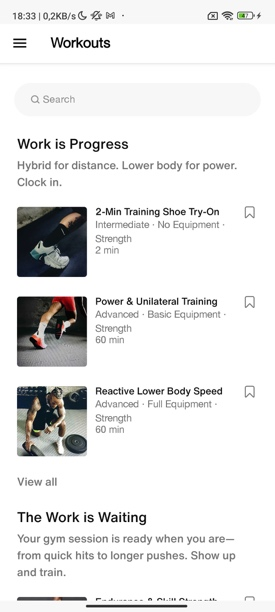 18:33 | 0,2KB/s
Workouts
Search
Work is Progress
Hybrid for distance. Lower body for power.
Clock in.
2-Min Training Shoe Try-On
Intermediate · No Equipment ·
Strength
2 min
Power & Unilateral Training
Advanced · Basic Equipment ·
Strength
60 min
Reactive Lower Body Speed
Advanced · Full Equipment ·
Strength
60 min
View all
The Work is Waiting
Your gym session is ready when you are—
from quick hits to longer pushes. Show up
and train.
Endurance & Skill Strength